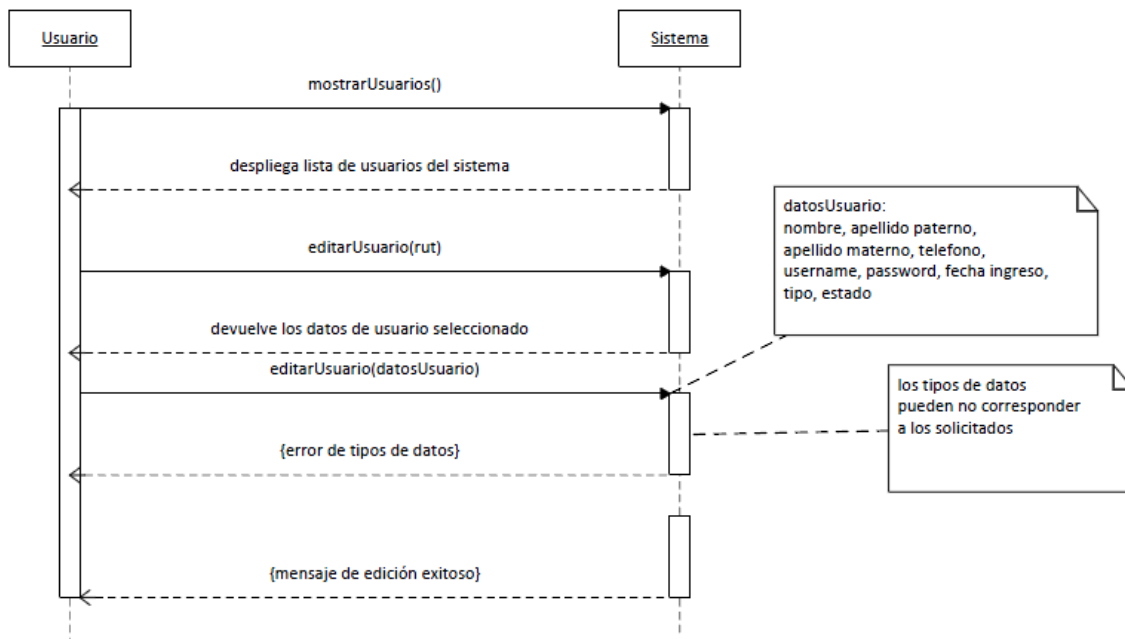 Usuario
Sistema
mostrarUsuarios()
despliega lista de usuarios del sistema
datosUsuario:
nombre, apellido paterno,
apellido materno, telefono,
username, password, fecha ingreso,
tipo, estado
editarUsuario(rut)
devuelve los datos de usuario seleccionado
editarUsuario(datosUsuario)
los tipos de datos
pueden no corresponder
a los solicitados
{error de tipos de datos}
{mensaje de edición exitoso}